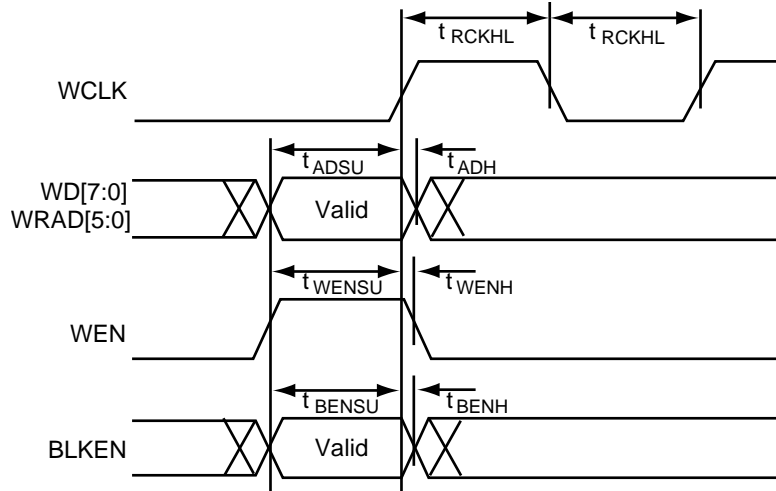 t RCKHL
t RCKHL
WCLK
t ADSU
t ADH
WD[7:0]
WRAD[5:0]
Valid
t WENSU
t WENH
WEN
t BENSU
t BENH
BLKEN
Valid